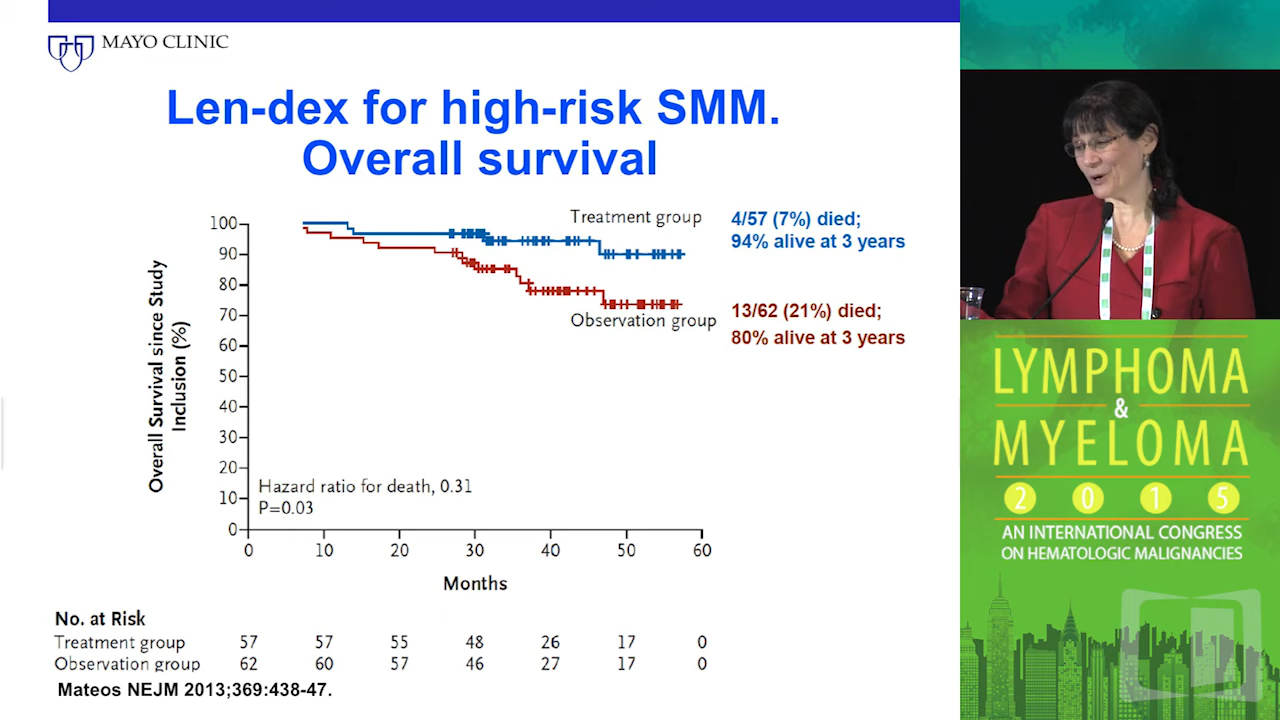 MAYO CLINIC
Len-dex for high-risk SMM.
Overall survival
Overall Survival since Study
Inclusion (%)
100
90
80
70
60
50
40
30
20
10
0
Treatment group
4/57 (7%) died;
94% alive at 3 years
13/62 (21%) died;
Observation group
80% alive at 3 years
Hazard ratio for death, 0.31
P=0.03
0 10 20 30 40 50 60
Months
No. at Risk
Treatment group 57 57 55 48 26 17 0
Observation group 62 60 57 46 27 17 0
Mateos NEJM 2013;369:438-47.
LYMPHOMA
&
MYELOMA
2 0 1 5
AN INTERNATIONAL CONGRESS
ON HEMATOLOGIC MALIGNANCIES